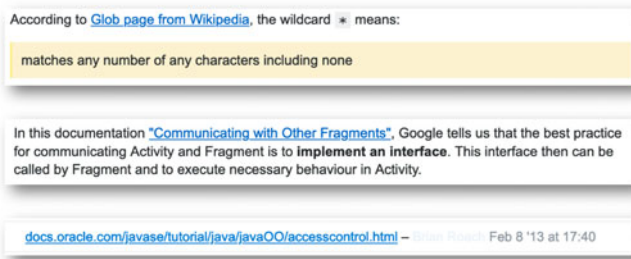 According to Glob page from Wikipedia, the wildcard * means:
matches any number of any characters including none
In this documentation "Communicating with Other Fragments", Google tells us that the best practice
for communicating Activity and Fragment is to implement an interface. This interface then can be
called by Fragment and to execute necessary behaviour in Activity.
docs.oracle.com/javase/tutorial/java/javaOO/accesscontrol.html – Brian Roach Feb 8 '13 at 17:40